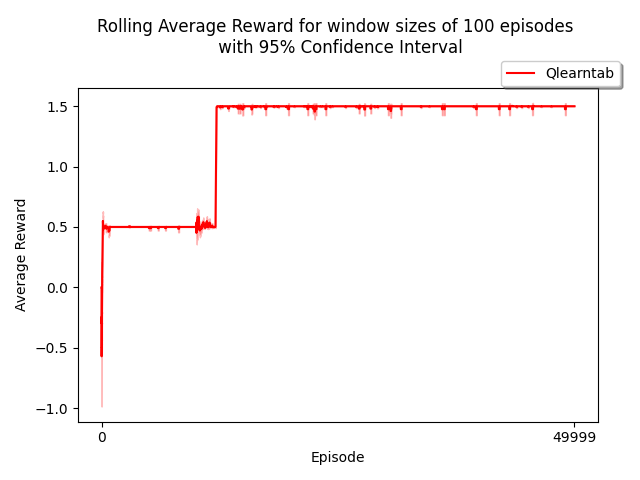 Rolling Average Reward for window sizes of 100 episodes
with 95% Confidence Interval
Qlearntab
1.5
1.0
0.5
0.0
−0.5
−1.0
Average Reward
0
49999
Episode